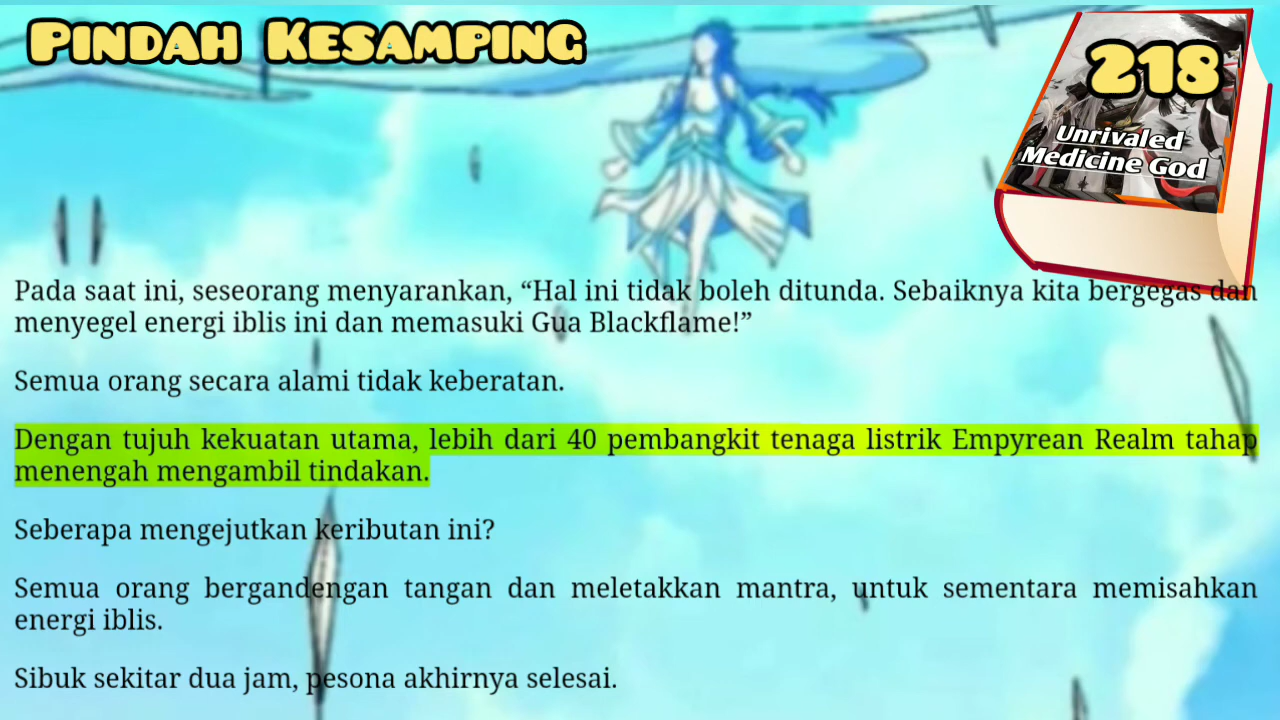 Pindah Kesamping
218
Unrivaled
Medicine God
Pada saat ini, seseorang menyarankan, “Hal ini tidak boleh ditunda. Sebaiknya kita bergegas dan
menyegel energi iblis ini dan memasuki Gua Blackflame!”
Semua orang secara alami tidak keberatan.
Dengan tujuh kekuatan utama, lebih dari 40 pembangkit tenaga listrik Empyrean Realm tahap
menengah mengambil tindakan.
Seberapa mengejutkan keributan ini?
Semua orang bergandengan tangan dan meletakkan mantra, untuk sementara memisahkan
energi iblis.
Sibuk sekitar dua jam, pesona akhirnya selesai.